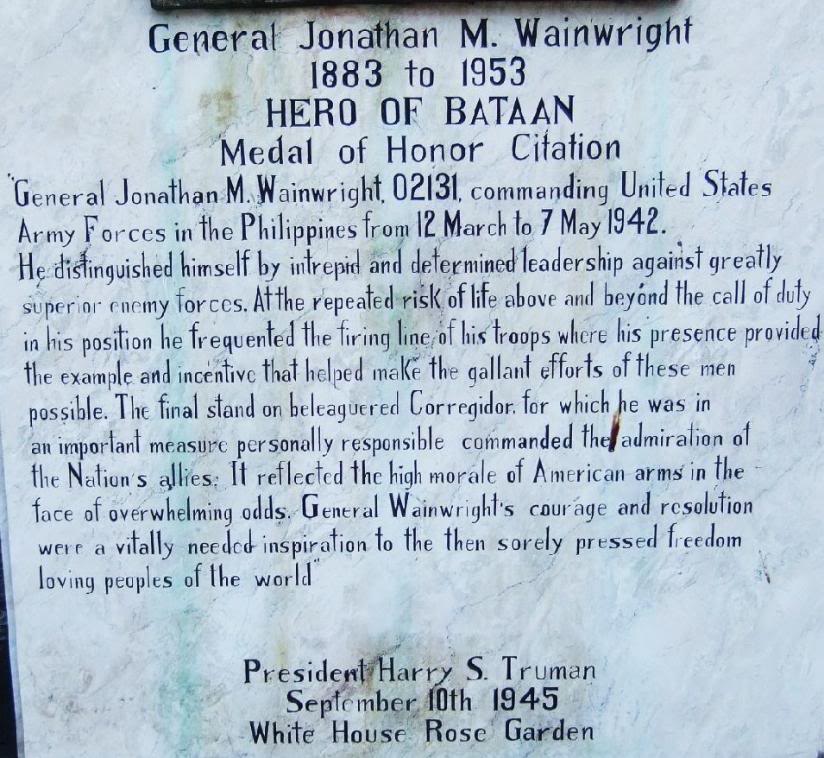 General Jonathan M. Wainwright
1883 to 1953
HERO OF BATAAN
Medal of Honor Citation
"General Jonathan M. Wainwright, 02131, commanding United States
Army Forces in the Philippines from 12 March to 7 May 1942.
He distinguished himself by intrepid and determined leadership against greatly
superior enemy forces. At the repeated risk of life above and beyond the call of duty
in his position he frequented the firing line of his troops where his presence provided
the example and incentive that helped make the gallant efforts of these men
possible. The final stand on beleaguered Corregidor, for which he was in
an important measure personally responsible commanded the admiration of
the Nation's allies; It reflected the high morale of American arms in the
face of overwhelming odds. General Wainwright's courage and resolution
were a vitally needed inspiration to the then sorely pressed freedom
loving peoples of the world"
President Harry S. Truman
September 10th 1945
White House Rose Garden